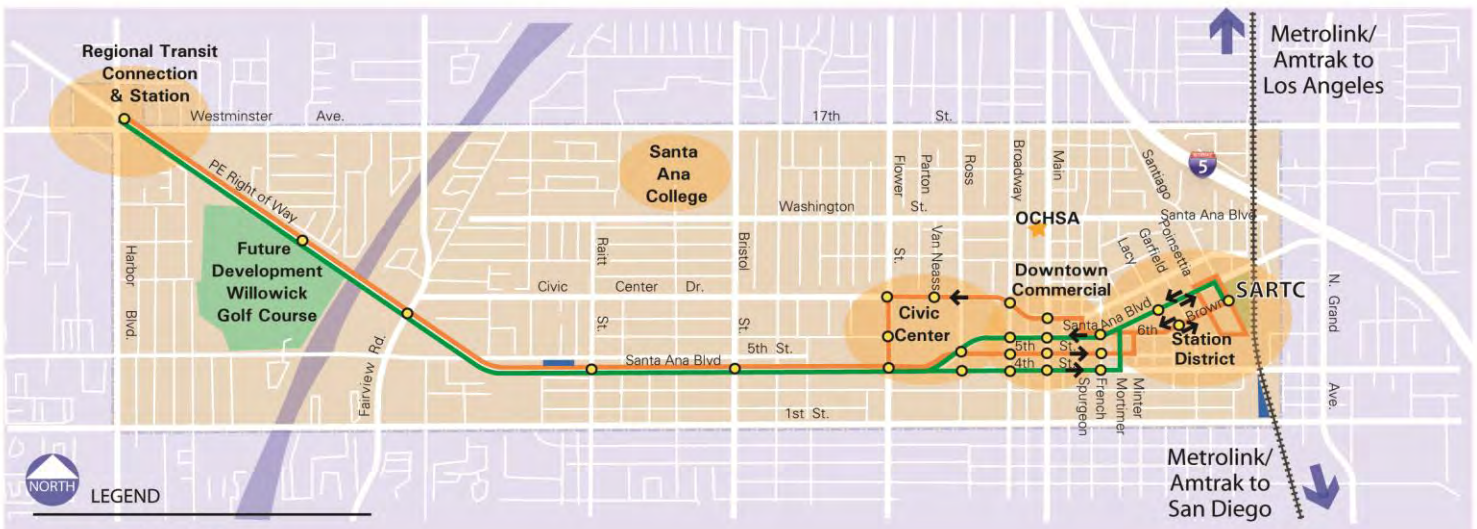 Regional Transit
Connection
& Station
Westminster Ave.
17th St.
Metrolink/
Amtrak to
Los Angeles
INTERSTATE
5
PE Right of Way
Santa
Ana
College
Flower
St.
Parton
Van Neass
Ross
Broadway
Main
Santiago
Washington St.
Santa Ana Blvd
OCHSA
Poinsettia
Garfield
Lacy
Harbor
Blvd.
Future
Development
Willowick
Golf Course
Raitt
St.
Bristol
St.
Civic Center Dr.
Downtown
Commercial
Civic
Center
Santa Ana Blvd
6th
Brown
SARTC
Station
District
N. Grand
Ave.
Fairview Rd.
Santa Ana Blvd
5th St.
5th St.
4th St.
1st St.
Spurgeon
French
Mortimer
Minter
NORTH
LEGEND
Metrolink/
Amtrak to
San Diego